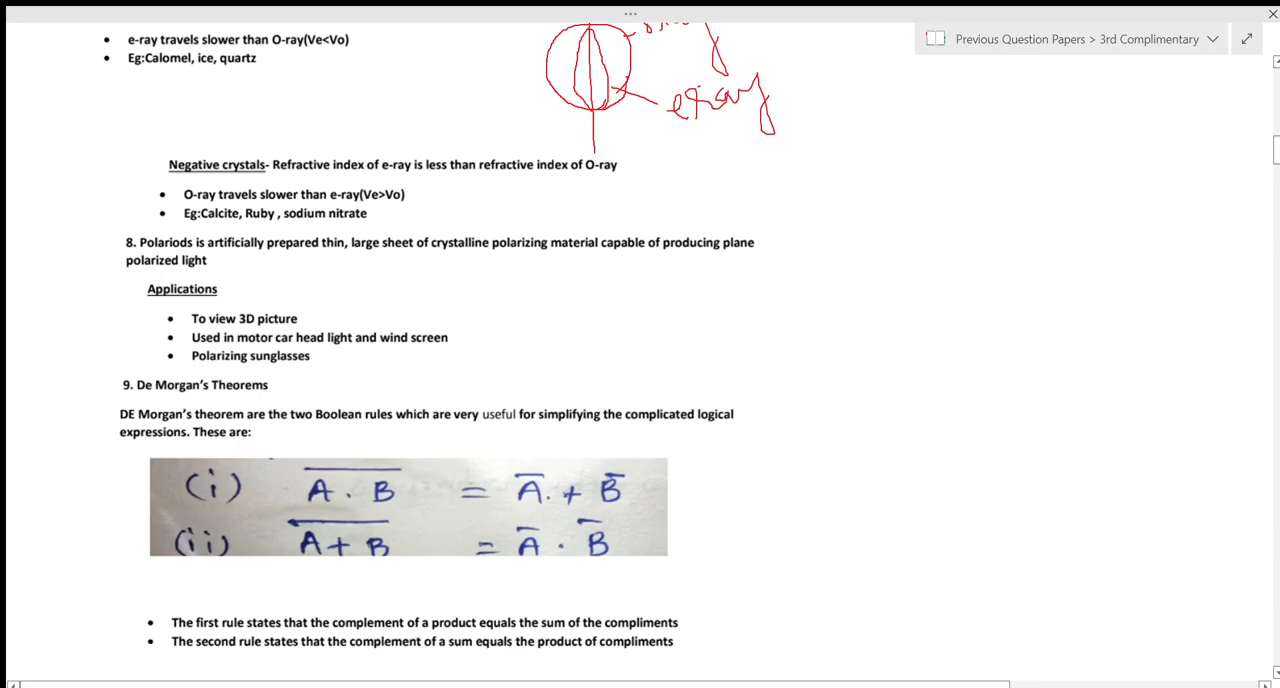 Previous Question Papers > 3rd Complimentary
• e-ray travels slower than O-ray(Ve<Vo)
• Eg:Calomel, ice, quartz
e-ray
Negative crystals- Refractive index of e-ray is less than refractive index of O-ray
• O-ray travels slower than e-ray(Ve>Vo)
• Eg:Calcite, Ruby , sodium nitrate
8. Polariods is artificially prepared thin, large sheet of crystalline polarizing material capable of producing plane
polarized light
Applications
• To view 3D picture
• Used in motor car head light and wind screen
• Polarizing sunglasses
9. De Morgan's Theorems
DE Morgan's theorem are the two Boolean rules which are very useful for simplifying the complicated logical
expressions. These are:
(i) \overline{A . B} = \overline{A}. + \overline{B}
(ii) \overline{A + B} = \overline{A} . \overline{B}
• The first rule states that the complement of a product equals the sum of the compliments
• The second rule states that the complement of a sum equals the product of compliments